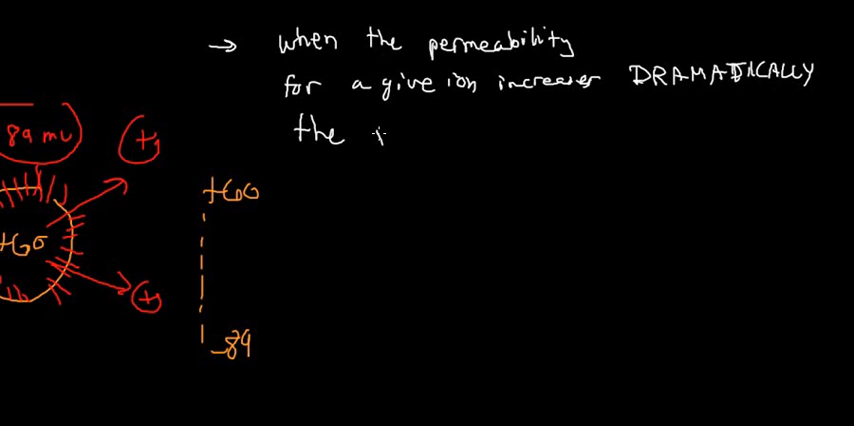 → when the permeability
for a give ion increases DRAMATICALLY
the
89 mv
+
+60
+60
+
-89